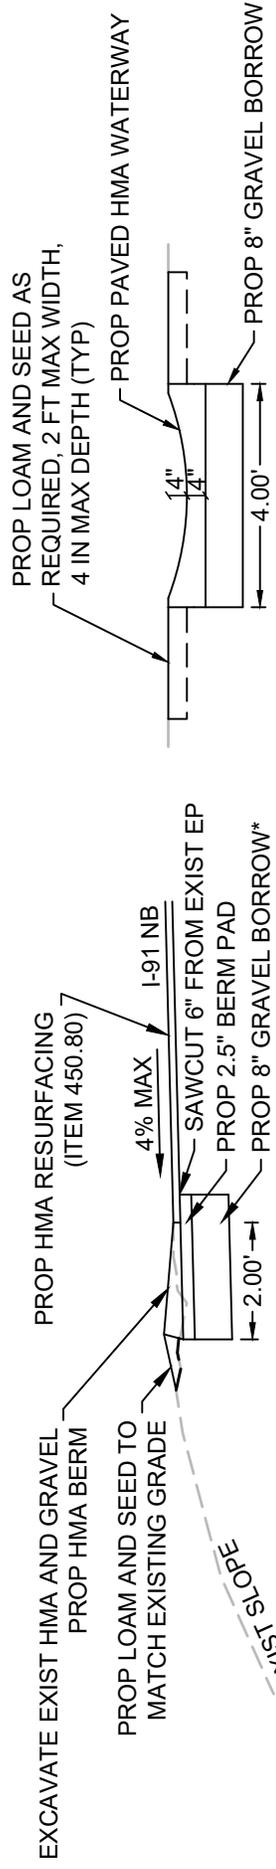 EXCAVATE EXIST HMA AND GRAVEL
PROP HMA BERM
PROP LOAM AND SEED TO
MATCH EXISTING GRADE
PROP HMA RESURFACING
(ITEM 450.80)
4% MAX
I-91 NB
SAWCUT 6" FROM EXIST EP
PROP 2.5" BERM PAD
PROP 8" GRAVEL BORROW*
2.00'
SLOPE
PROP LOAM AND SEED AS
REQUIRED, 2 FT MAX WIDTH,
4 IN MAX DEPTH (TYP)
PROP PAVED HMA WATERWAY
4"
4"
PROP 8" GRAVEL BORROW
4.00'